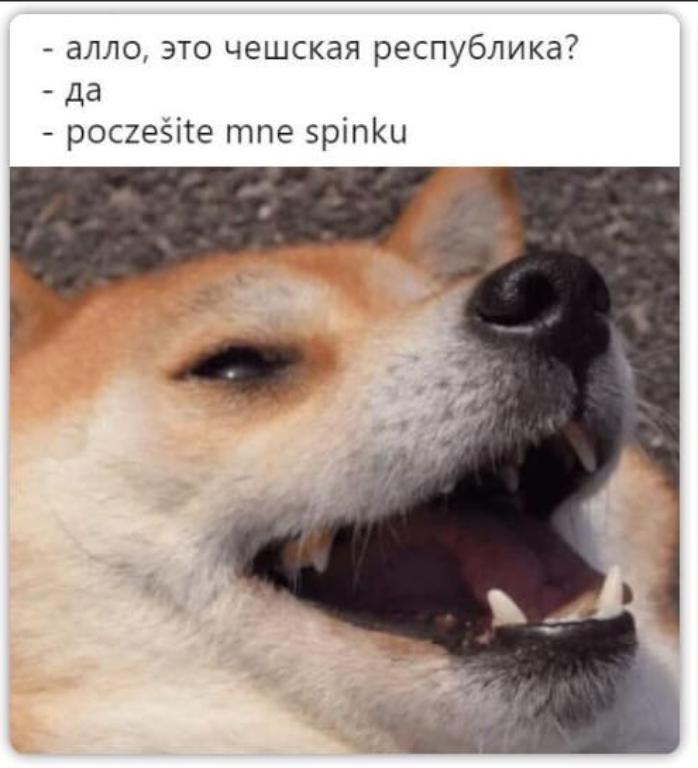 - алло, это чешская республика?
- да
- poczešite mne spinku